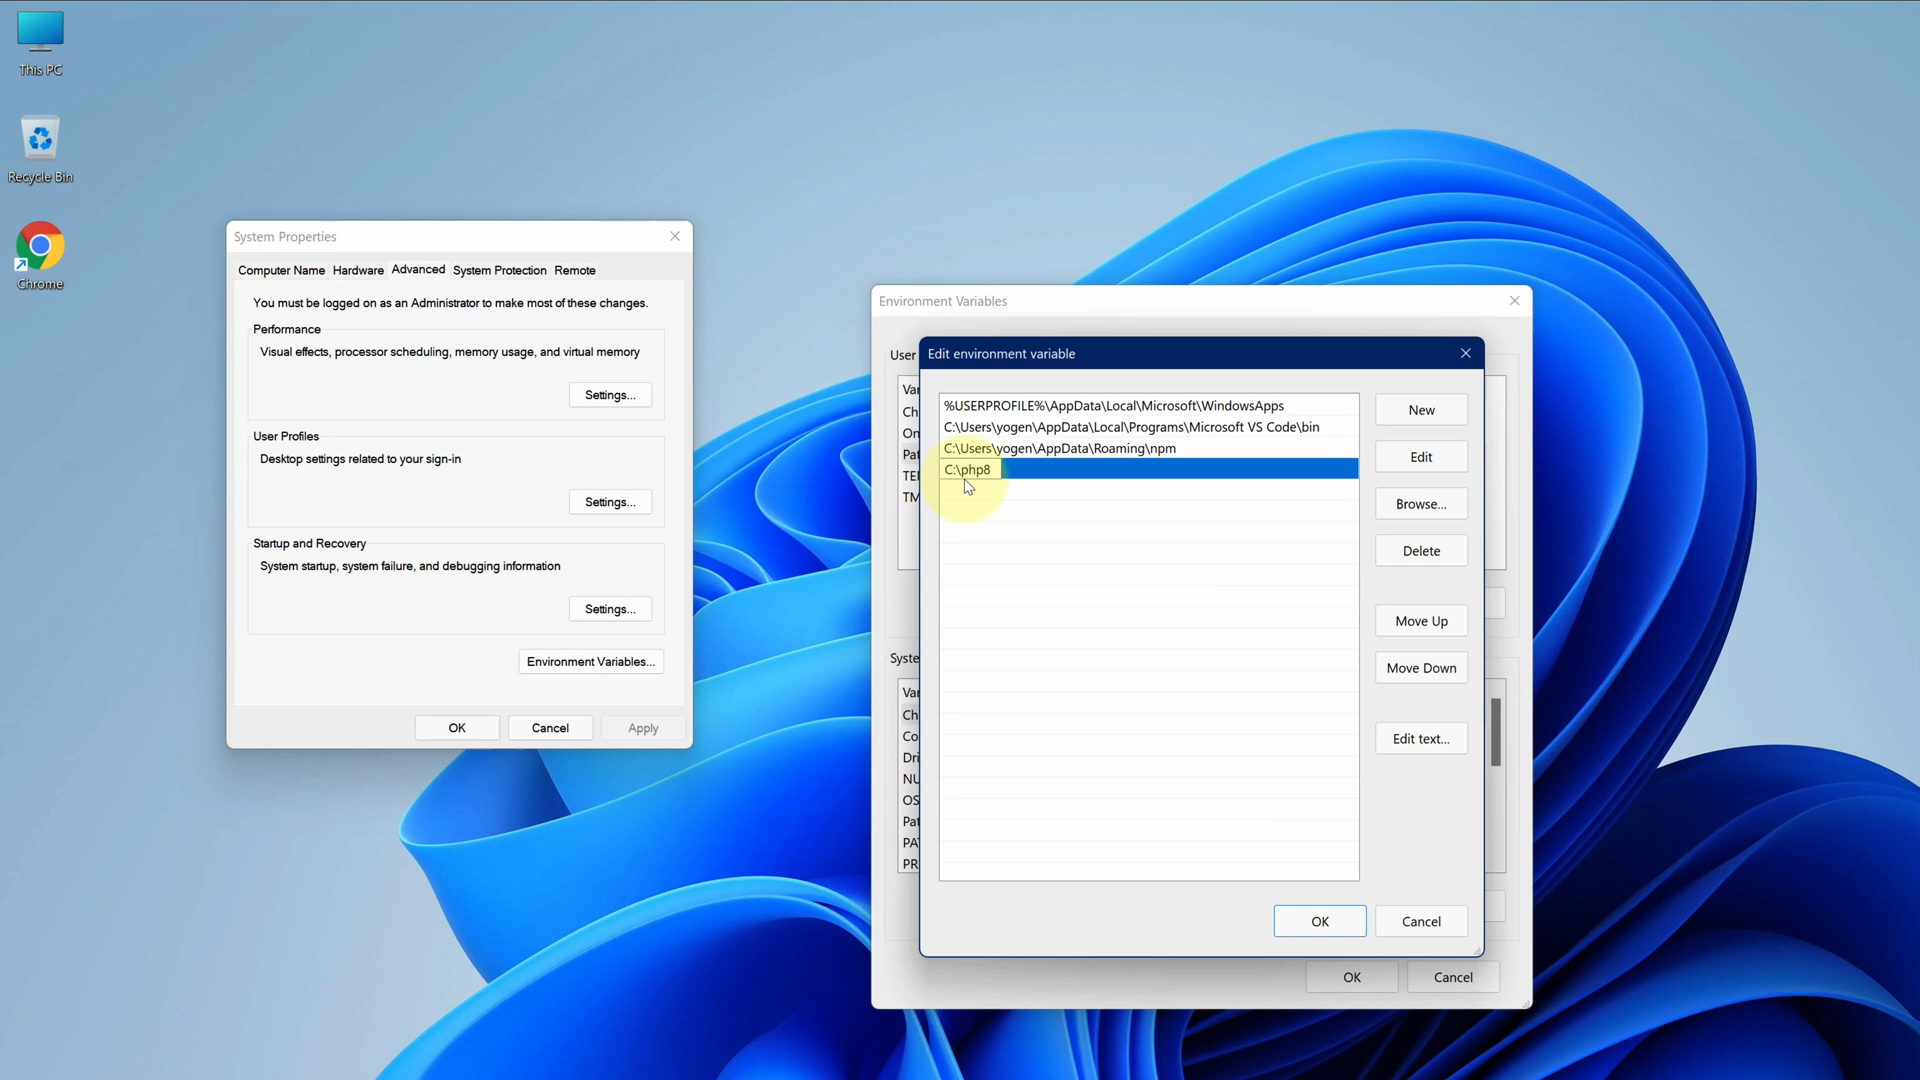 This PC
Recycle Bin
Chrome
System Properties
Computer Name Hardware Advanced System Protection Remote
You must be logged on as an Administrator to make most of these changes.
Performance
Visual effects, processor scheduling, memory usage, and virtual memory
Settings...
User Profiles
Desktop settings related to your sign-in
Settings...
Startup and Recovery
System startup, system failure, and debugging information
Settings...
Environment Variables...
OK Cancel Apply
Environment Variables
User
Edit environment variable
%USERPROFILE%\AppData\Local\Microsoft\WindowsApps
C:\Users\yogen\AppData\Local\Programs\Microsoft VS Code\bin
C:\Users\yogen\AppData\Roaming\npm
C:\php8
New
Edit
Browse...
Delete
Move Up
Move Down
Edit text...
OK Cancel
OK Cancel